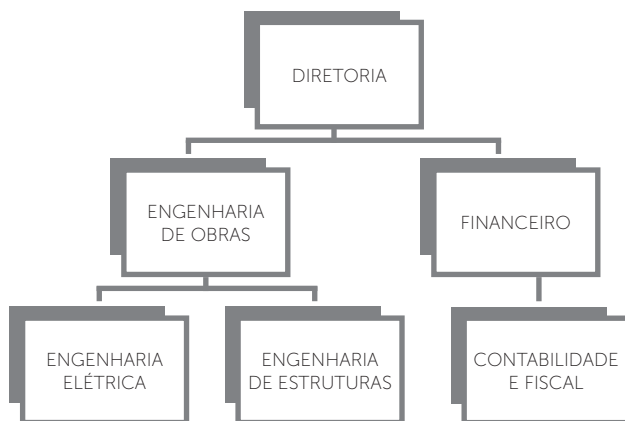 DIRETORIA
ENGENHARIA
DE OBRAS
FINANCEIRO
ENGENHARIA
ELÉTRICA
ENGENHARIA
DE ESTRUTURAS
CONTABILIDADE
E FISCAL